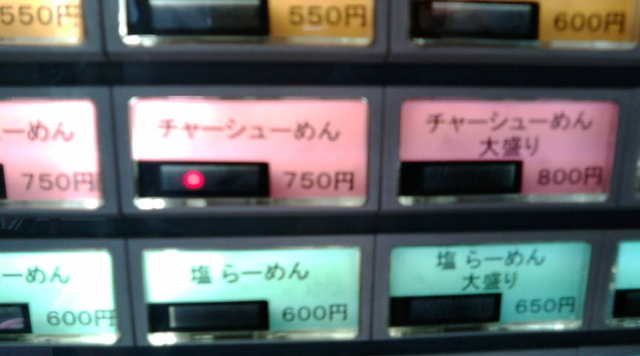 550円
550円
600円
ーめん
750円
チャーシューめん
750円
チャーシューめん
大盛り
800円
ーめん
600円
塩 らーめん
600円
塩 らーめん
大盛り
650円